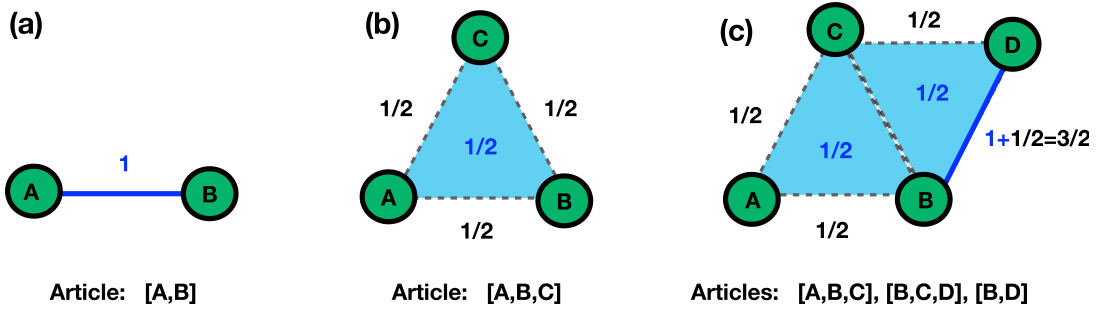 (a)
A
1
B
Article: [A,B]
(b)
C
1/2
1/2
1/2
A
B
1/2
Article: [A,B,C]
(c)
C
1/2
D
1/2
1/2
1/2
1+1/2=3/2
A
B
1/2
Articles: [A,B,C], [B,C,D], [B,D]